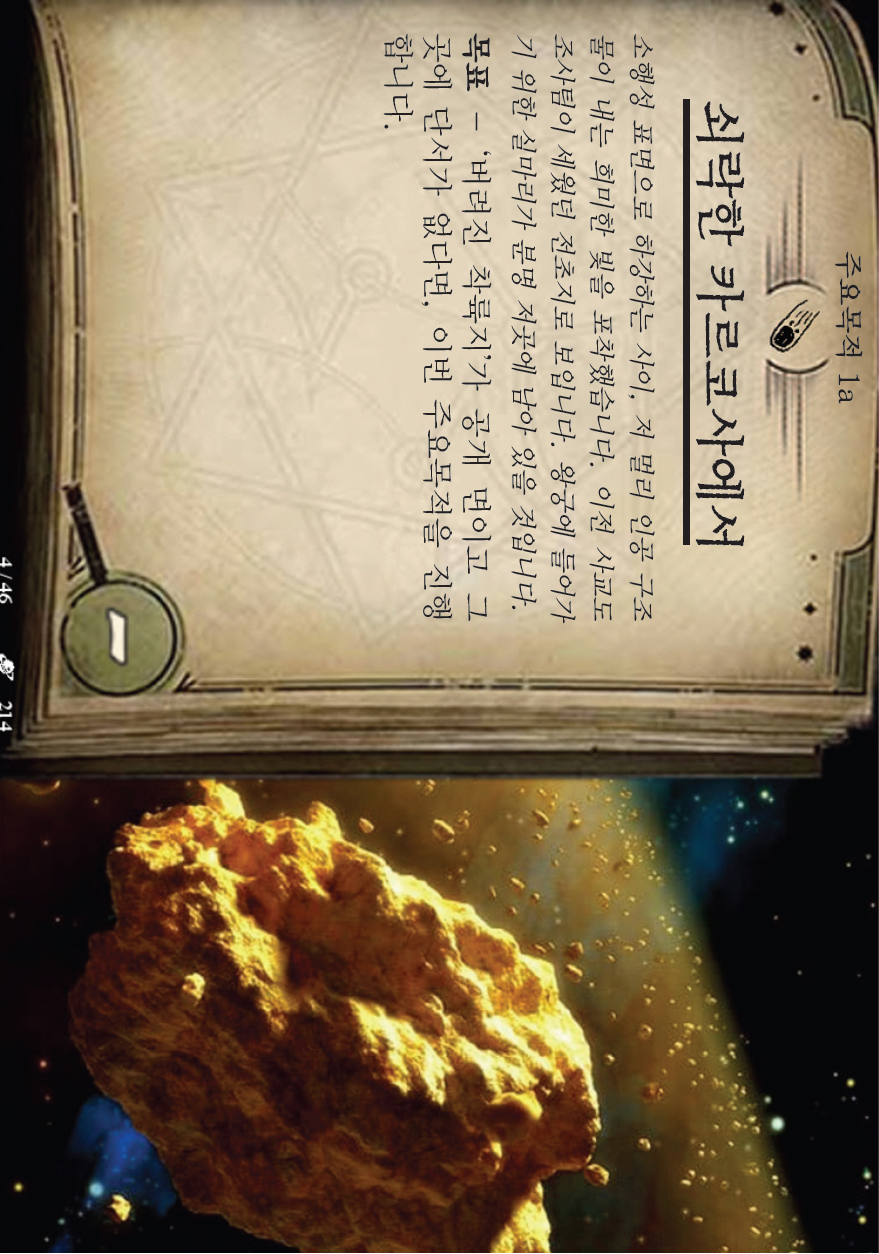 주요목적 1a
쇠락한 카르코사에서
소행성 표면으로 하강하는 사이, 저 멀리 인공 구조
물이 내는 희미한 빛을 포착했습니다. 이전 사교도
조사팀이 세웠던 전초지로 보입니다. 왕궁에 들어가
기 위한 실마리가 분명 저곳에 남아 있을 것입니다.
목표 – ‘버려진 착륙지’가 공개 면이고 그
곳에 단서가 없다면, 이번 주요목적을 진행
합니다.
–
4/46 214